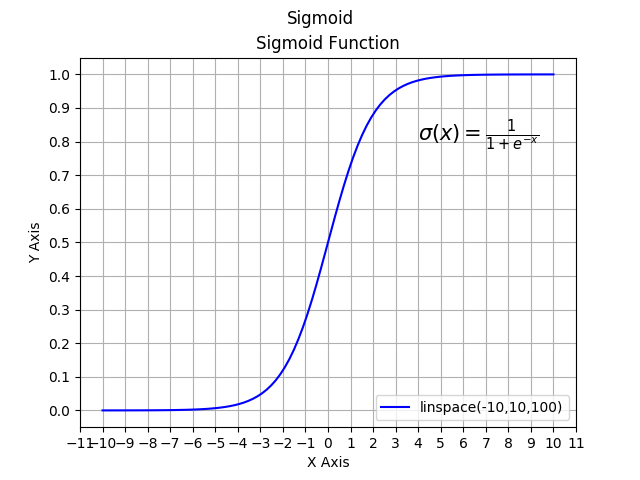 Sigmoid
Sigmoid Function
1.0
0.9
σ(x) = 1/(1+e^{-x})
0.8
0.7
0.6
0.5
0.4
0.3
0.2
0.1
0.0
Y Axis
linspace(-10,10,100)
−11 −10 −9 −8 −7 −6 −5 −4 −3 −2 −1 0 1 2 3 4 5 6 7 8 9 10 11
X Axis